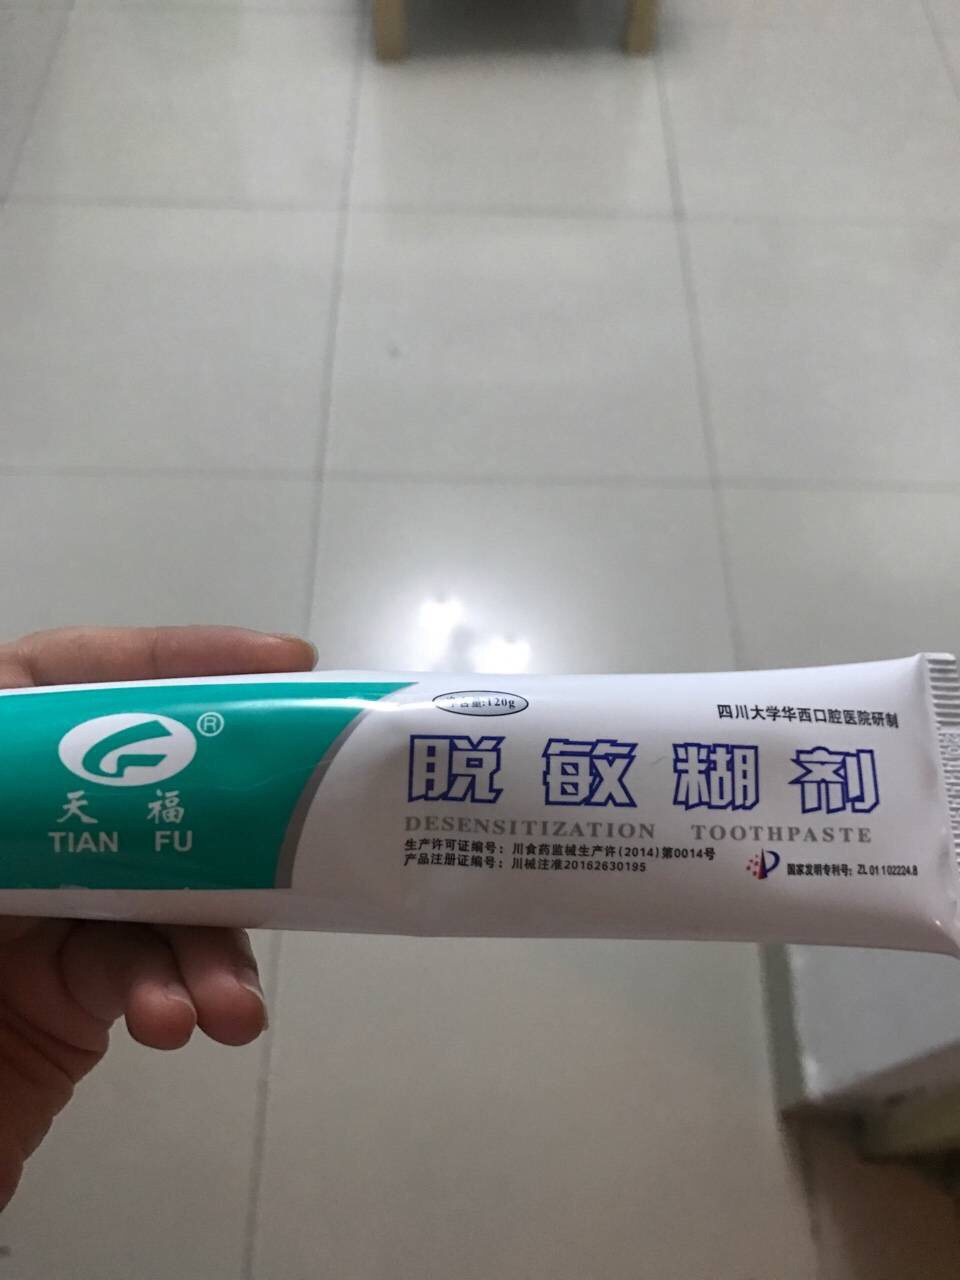 ®
天 福
TIAN FU
净含量:120g
四川大学华西口腔医院研制
脱敏糊剂
DESENSITIZATION TOOTHPASTE
生产许可证编号：川食药监械生产许(2014)第0014号
产品注册证编号：川械注准20162630195
国家发明专利号：ZL 01 1 02224.8